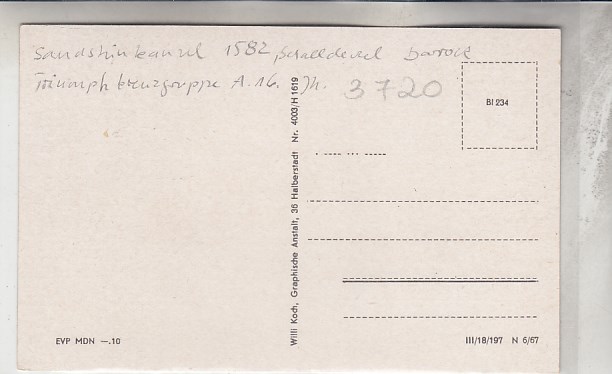 Sandsteinkanzel 1582, Schalldeckel barock
Triumphkreuzgruppe A. 16. Jh.
3720
BI 234
Willi Koch, Graphische Anstalt, 36 Halberstadt Nr. 4003/H 1619
EVP MDN —.10
III/18/197 N 6/67